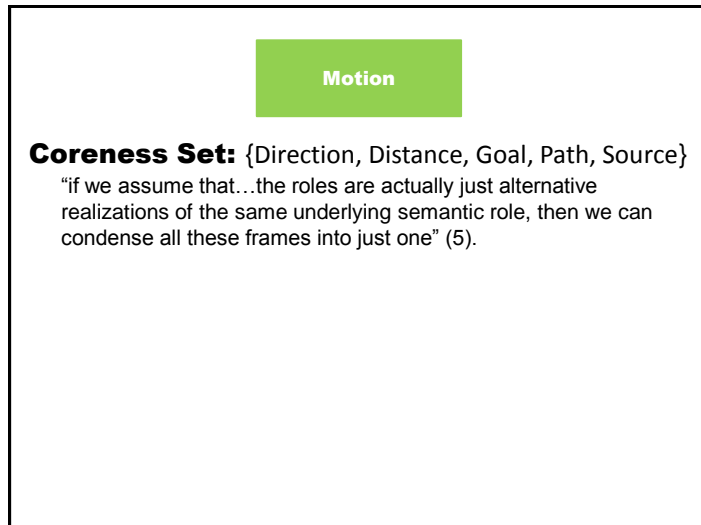 Motion
Coreness Set: {Direction, Distance, Goal, Path, Source}
“if we assume that…the roles are actually just alternative
realizations of the same underlying semantic role, then we can
condense all these frames into just one” (5).